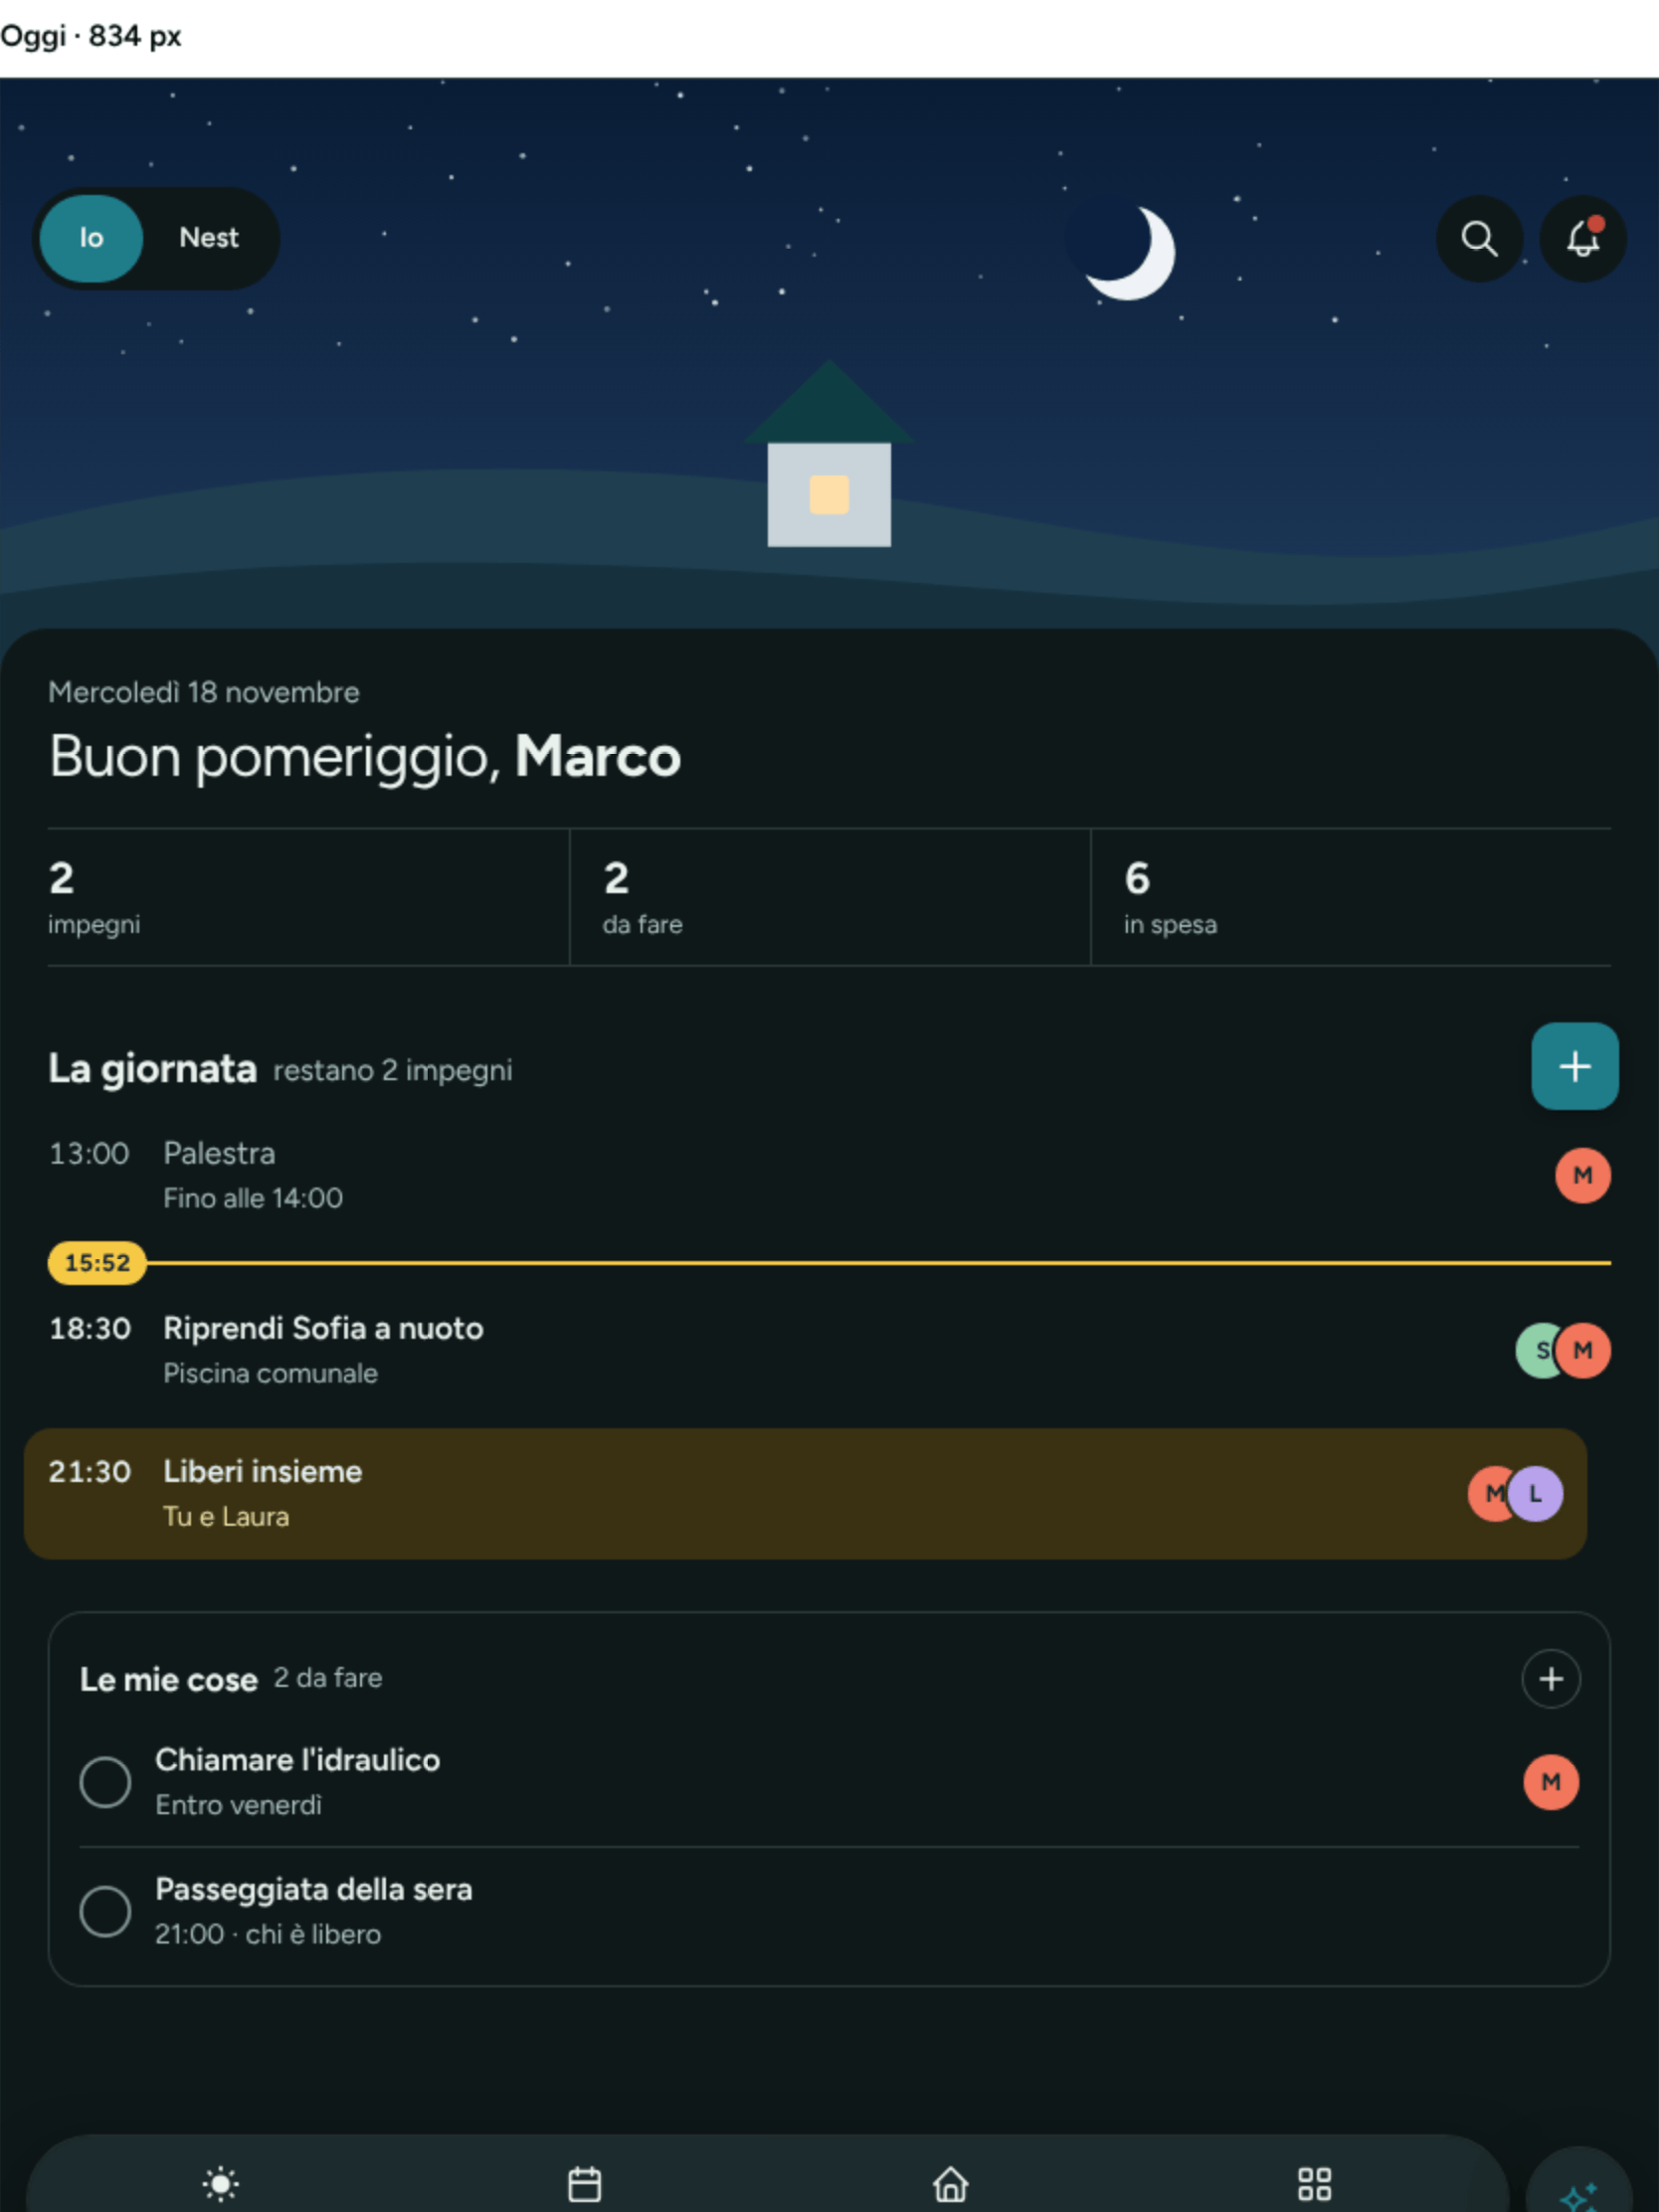 Oggi · 834 px
Io Nest
Mercoledì 18 novembre
Buon pomeriggio, Marco
2 2 6
impegni da fare in spesa
La giornata restano 2 impegni
13:00 Palestra
Fino alle 14:00
M
15:52
18:30 Riprendi Sofia a nuoto
Piscina comunale
S M
21:30 Liberi insieme
Tu e Laura
M L
Le mie cose 2 da fare
Chiamare l'idraulico
Entro venerdì
M
Passeggiata della sera
21:00 · chi è libero